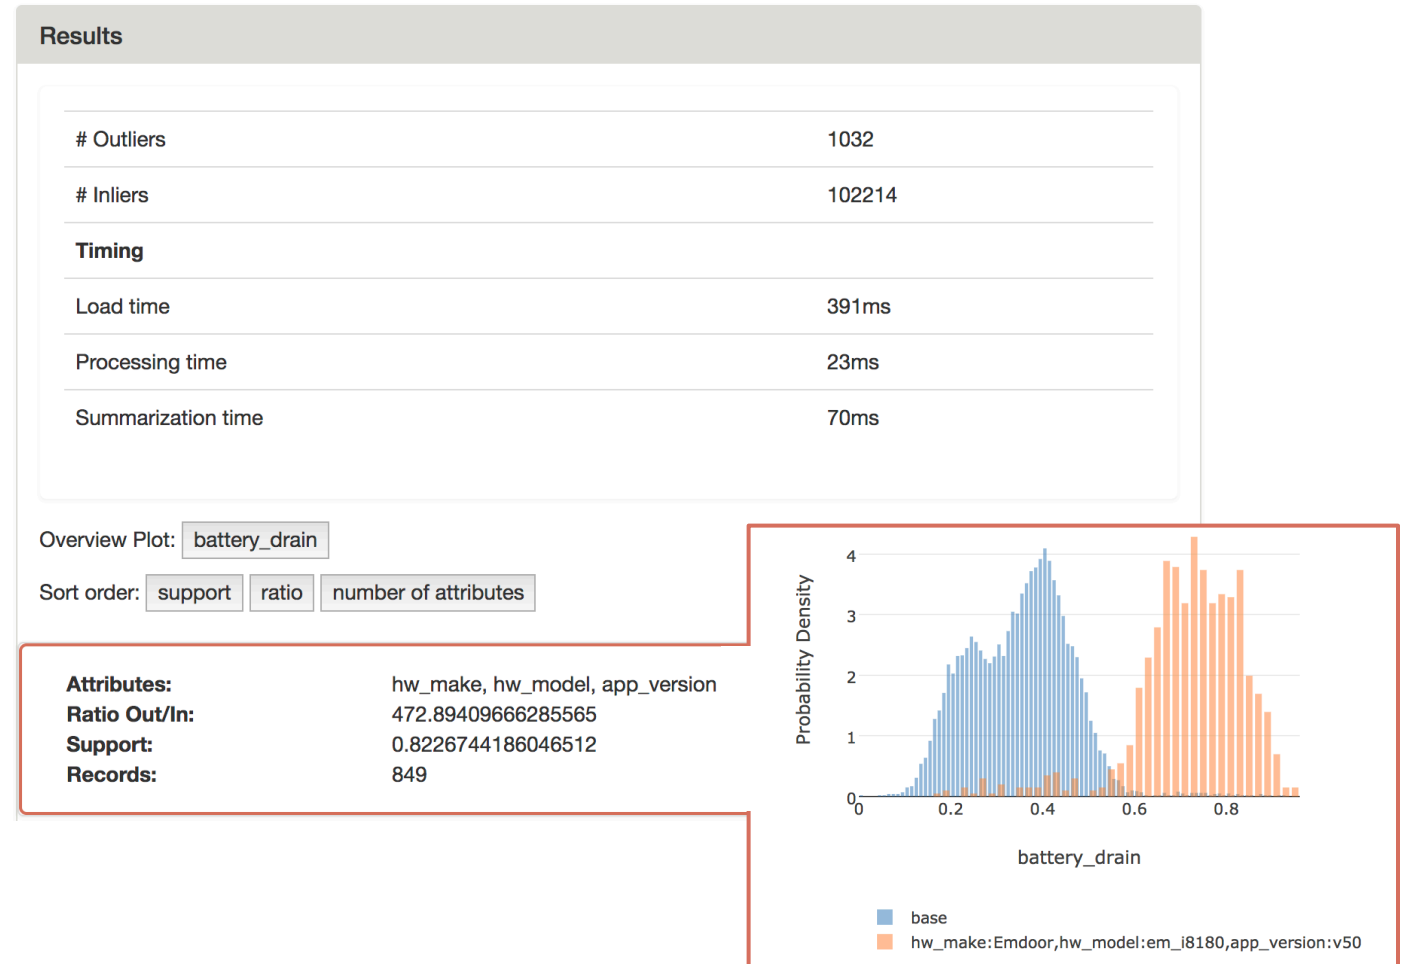 Results
# Outliers 1032
# Inliers 102214
Timing
Load time 391ms
Processing time 23ms
Summarization time 70ms
Overview Plot: battery_drain
Sort order: support ratio number of attributes
Attributes: hw_make, hw_model, app_version
Ratio Out/In: 472.89409666285565
Support: 0.8226744186046512
Records: 849
Probability Density
4
3
2
1
0
0 0.2 0.4 0.6 0.8
battery_drain
base
hw_make:Emdoor,hw_model:em_i8180,app_version:v50